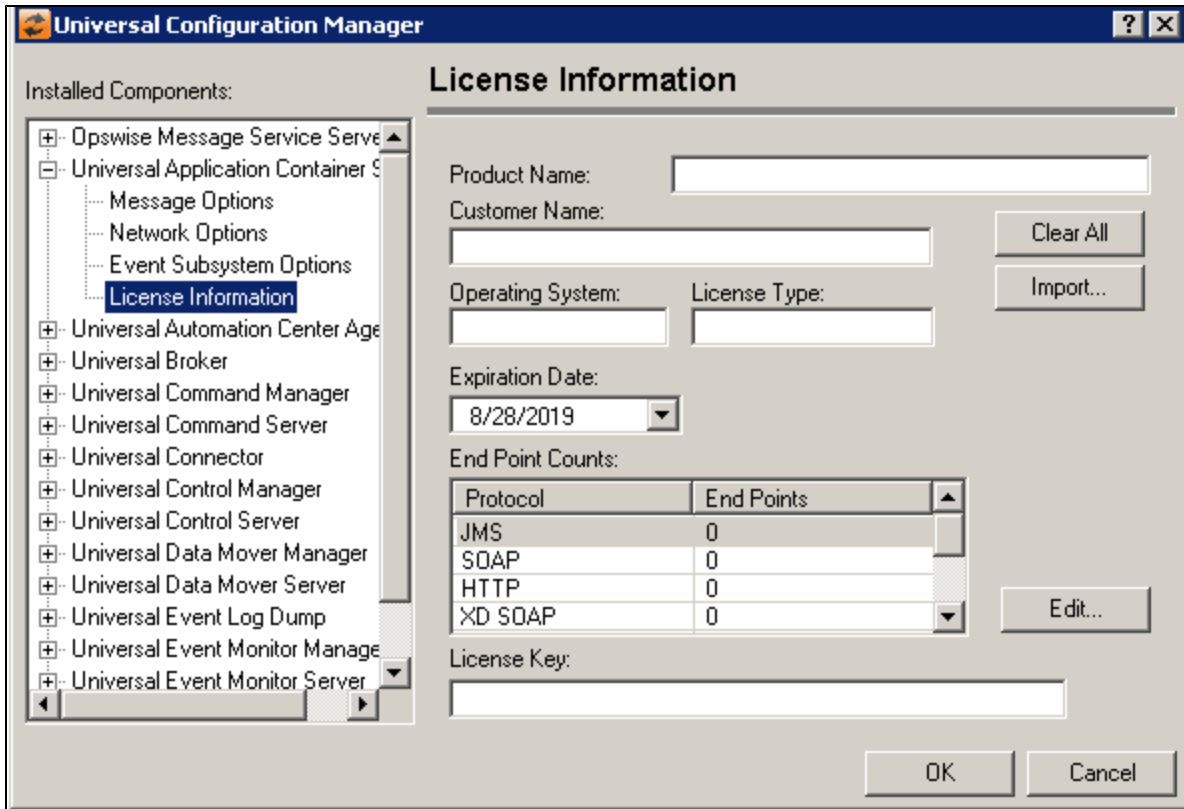 Universal Configuration Manager
? X
Installed Components:
Opswise Message Service Serve
Universal Application Container S
Message Options
Network Options
Event Subsystem Options
License Information
Universal Automation Center Age
Universal Broker
Universal Command Manager
Universal Command Server
Universal Connector
Universal Control Manager
Universal Control Server
Universal Data Mover Manager
Universal Data Mover Server
Universal Event Log Dump
Universal Event Monitor Manage
Universal Event Monitor Server
License Information
Product Name:
Customer Name:
Clear All
Import...
Operating System: License Type:
Expiration Date:
8/28/2019
End Point Counts:
Protocol End Points
JMS 0
SOAP 0
HTTP 0
XD SOAP 0
Edit...
License Key:
OK Cancel